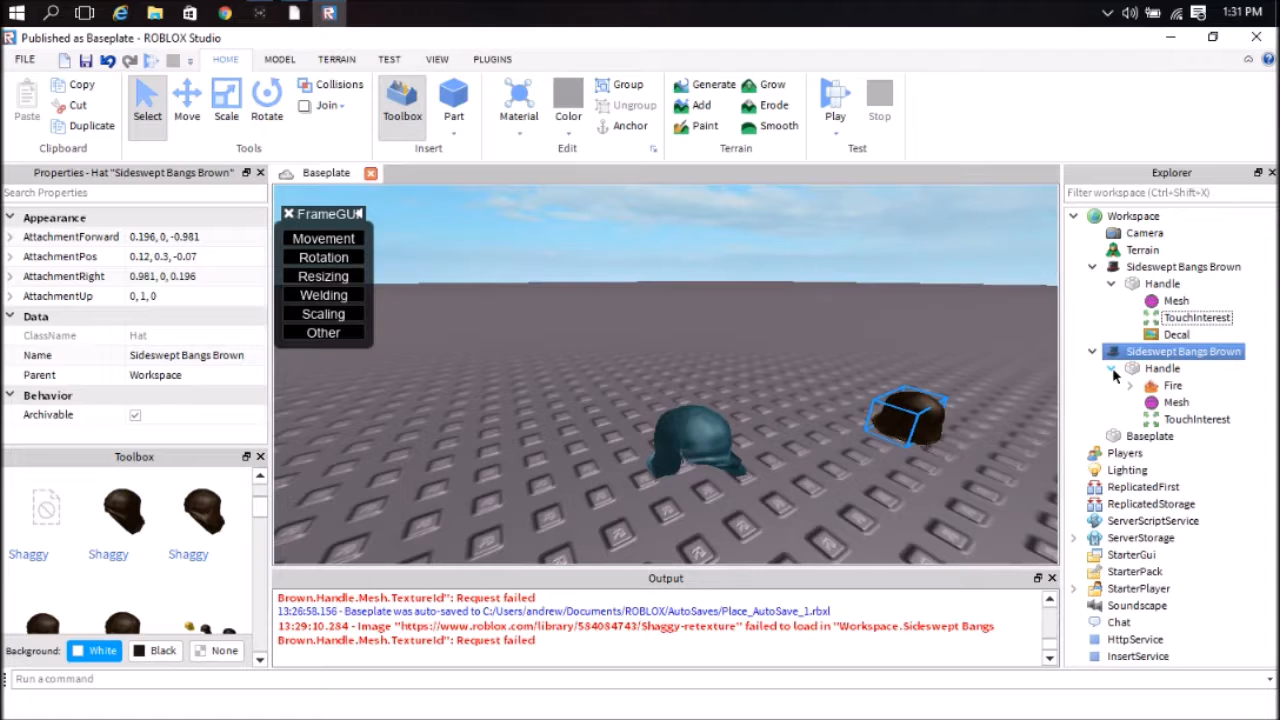 1:31 PM
Published as Baseplate - ROBLOX Studio
FILE
HOME
MODEL
TERRAIN
TEST
VIEW
PLUGINS
Paste
Copy
Cut
Duplicate
Clipboard
Select
Move
Scale
Rotate
Collisions
Join
Tools
Toolbox
Part
Insert
Material
Color
Group
Ungroup
Anchor
Edit
Generate
Grow
Add
Erode
Paint
Smooth
Terrain
Play
Stop
Test
Properties - Hat "Sideswept Bangs Brown"
Search Properties
Appearance
AttachmentForward 0.196, 0, -0.981
AttachmentPos 0.12, 0.3, -0.07
AttachmentRight 0.981, 0, 0.196
AttachmentUp 0, 1, 0
Data
ClassName Hat
Name Sideswept Bangs Brown
Parent Workspace
Behavior
Archivable
Toolbox
Shaggy
Shaggy
Shaggy
Background: White Black None
Run a command
Baseplate
FrameGUI
Movement
Rotation
Resizing
Welding
Scaling
Other
Output
Brown.Handle.Mesh.TextureId": Request failed
13:26:58.156 - Baseplate was auto-saved to C:/Users/andrew/Documents/ROBLOX/AutoSaves/Place_AutoSave_1.rbxl
13:29:10.284 - Image "https://www.roblox.com/library/584084743/Shaggy-retexture" failed to load in "Workspace.Sideswept Bangs
Brown.Handle.Mesh.TextureId": Request failed
Explorer
Filter workspace (Ctrl+Shift+X)
Workspace
Camera
Terrain
Sideswept Bangs Brown
Handle
Mesh
TouchInterest
Decal
Sideswept Bangs Brown
Handle
Fire
Mesh
TouchInterest
Baseplate
Players
Lighting
ReplicatedFirst
ReplicatedStorage
ServerScriptService
ServerStorage
StarterGui
StarterPack
StarterPlayer
Soundscape
Chat
HttpService
InsertService